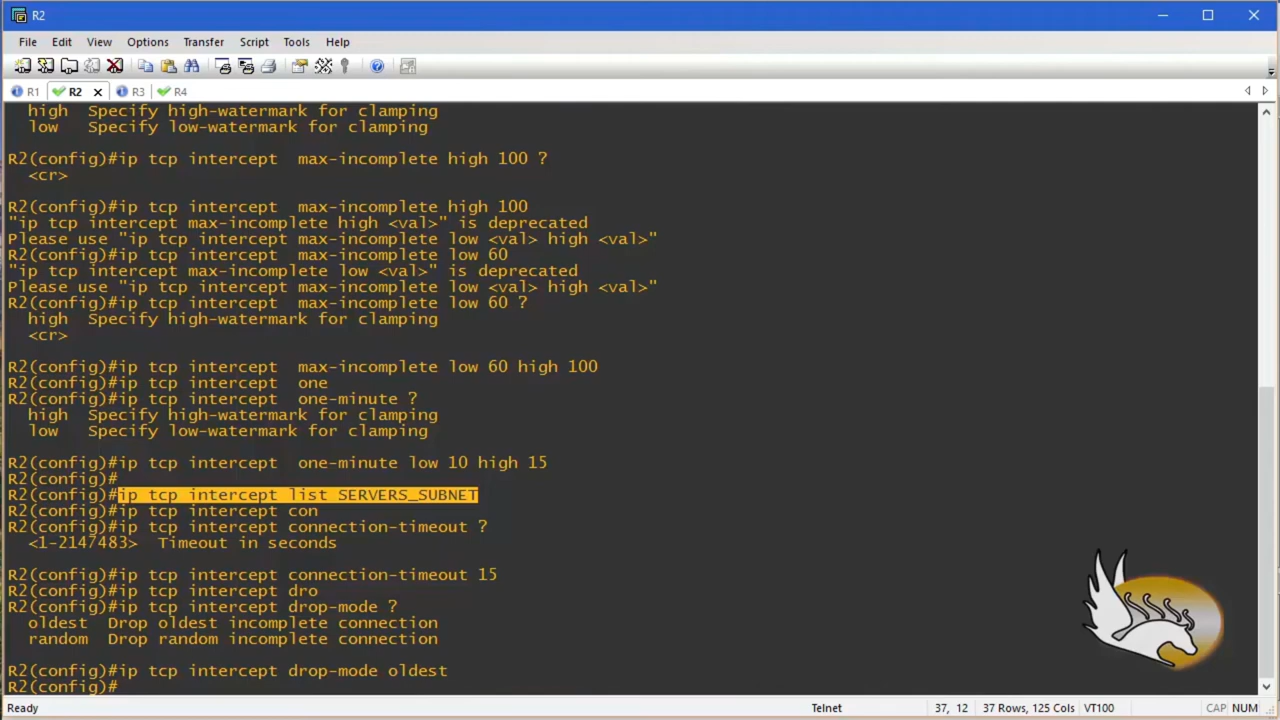 R2
File Edit View Options Transfer Script Tools Help
R1 R2 R3 R4
high  Specify high-watermark for clamping
low   Specify low-watermark for clamping
R2(config)#ip tcp intercept  max-incomplete high 100 ?
<cr>
R2(config)#ip tcp intercept  max-incomplete high 100
"ip tcp intercept max-incomplete high <val>" is deprecated
Please use "ip tcp intercept max-incomplete low <val> high <val>"
R2(config)#ip tcp intercept  max-incomplete low 60
"ip tcp intercept max-incomplete low <val>" is deprecated
Please use "ip tcp intercept max-incomplete low <val> high <val>"
R2(config)#ip tcp intercept  max-incomplete low 60 ?
high  Specify high-watermark for clamping
<cr>
R2(config)#ip tcp intercept  max-incomplete low 60 high 100
R2(config)#ip tcp intercept  one
R2(config)#ip tcp intercept  one-minute ?
high  Specify high-watermark for clamping
low   Specify low-watermark for clamping
R2(config)#ip tcp intercept  one-minute low 10 high 15
R2(config)#
R2(config)#ip tcp intercept list SERVERS_SUBNET
R2(config)#ip tcp intercept con
R2(config)#ip tcp intercept connection-timeout ?
<1-2147483>  Timeout in seconds
R2(config)#ip tcp intercept connection-timeout 15
R2(config)#ip tcp intercept dro
R2(config)#ip tcp intercept drop-mode ?
oldest  Drop oldest incomplete connection
random  Drop random incomplete connection
R2(config)#ip tcp intercept drop-mode oldest
R2(config)#
Ready Telnet 37, 12 37 Rows, 125 Cols VT100 CAP NUM